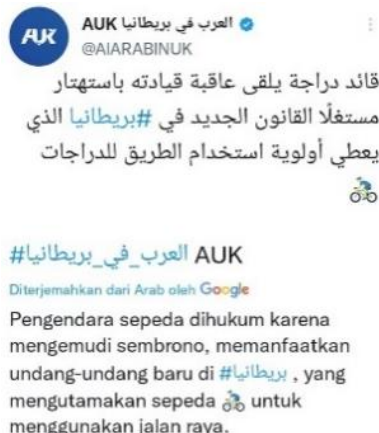 AUK
العرب في بريطانيا AUK
@AlARABINUK
قائد دراجة يلقى عاقبة قيادته باستهتار
مستغلًا القانون الجديد في #بريطانيا الذي
يعطي أولوية استخدام الطريق للدراجات
🚴
#العرب_في_بريطانيا AUK
Diterjemahkan dari Arab oleh Google
Pengendara sepeda dihukum karena
mengemudi sembrono, memanfaatkan
undang-undang baru di #بريطانيا , yang
mengutamakan sepeda 🚴 untuk
menggunakan jalan raya.